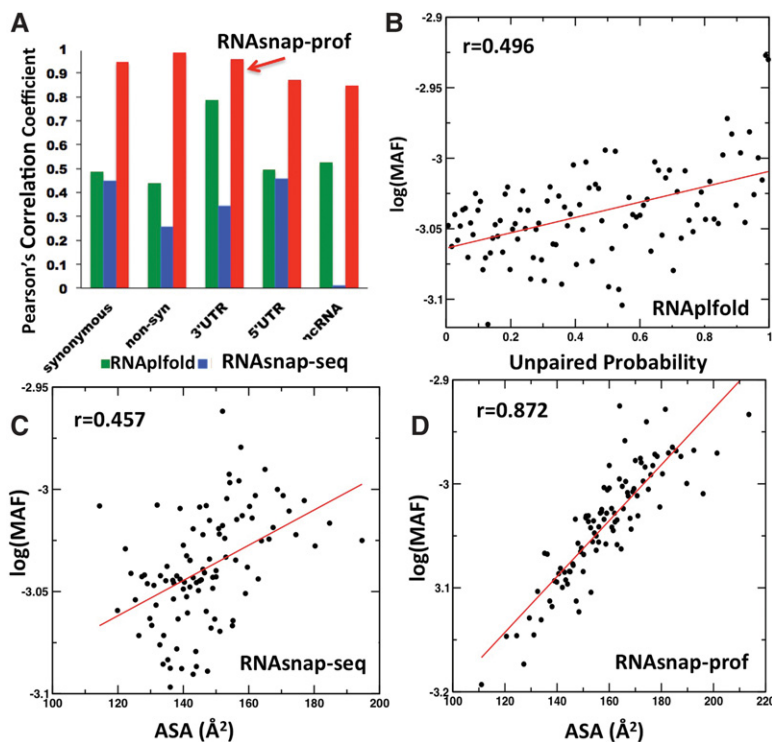 A
RNAsnap-prof
Pearson's Correlation Coefficient
1
0.9
0.8
0.7
0.6
0.5
0.4
0.3
0.2
0.1
0
synonymous
non-syn
3'UTR
5'UTR
ncRNA
RNAplfold
RNAsnap-seq
B
r=0.496
log(MAF)
-2.9
-2.95
-3
-3.05
-3.1
0
0.2
0.4
0.6
0.8
1
RNAplfold
Unpaired Probability
C
r=0.457
log(MAF)
-2.95
-3
-3.05
-3.1
100
120
140
160
180
200
RNAsnap-seq
ASA (Å²)
D
r=0.872
log(MAF)
-2.9
-3
-3.1
-3.2
100
120
140
160
180
200
220
RNAsnap-prof
ASA (Å²)